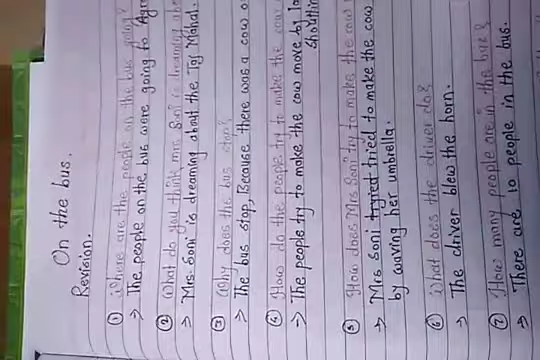 On the bus.
Revision.
① Where are the people on the bus going?
⇒ The people on the bus were going to Agra
② What do you think mrs. Soni is dreaming abo
⇒ Mrs. Soni is dreaming about the Taj Mahal.
③ Why does the bus stop?
⇒ The bus stop, Because there was a cow o
④ How do the people try to make the cow
⇒ The people try to make the cow move by
shoutin
⑤ How does Mrs Soni try to make the cow
⇒ Mrs Soni tryied tried to make the cow
by waving her umbrella.
⑥ What does the driver do?
⇒ The driver blew the horn.
⑦ How many people are in the bus?
⇒ There are 10 people in the bus.